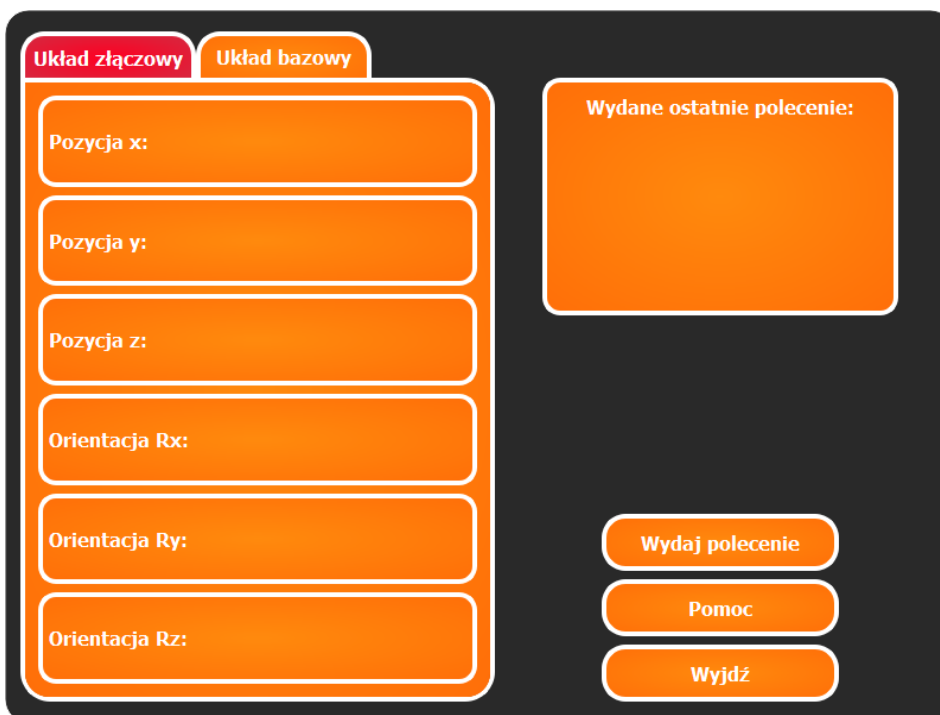 Układ złączowy
Układ bazowy
Pozycja x:
Pozycja y:
Pozycja z:
Orientacja Rx:
Orientacja Ry:
Orientacja Rz:
Wydane ostatnie polecenie:
Wydaj polecenie
Pomoc
Wyjdź